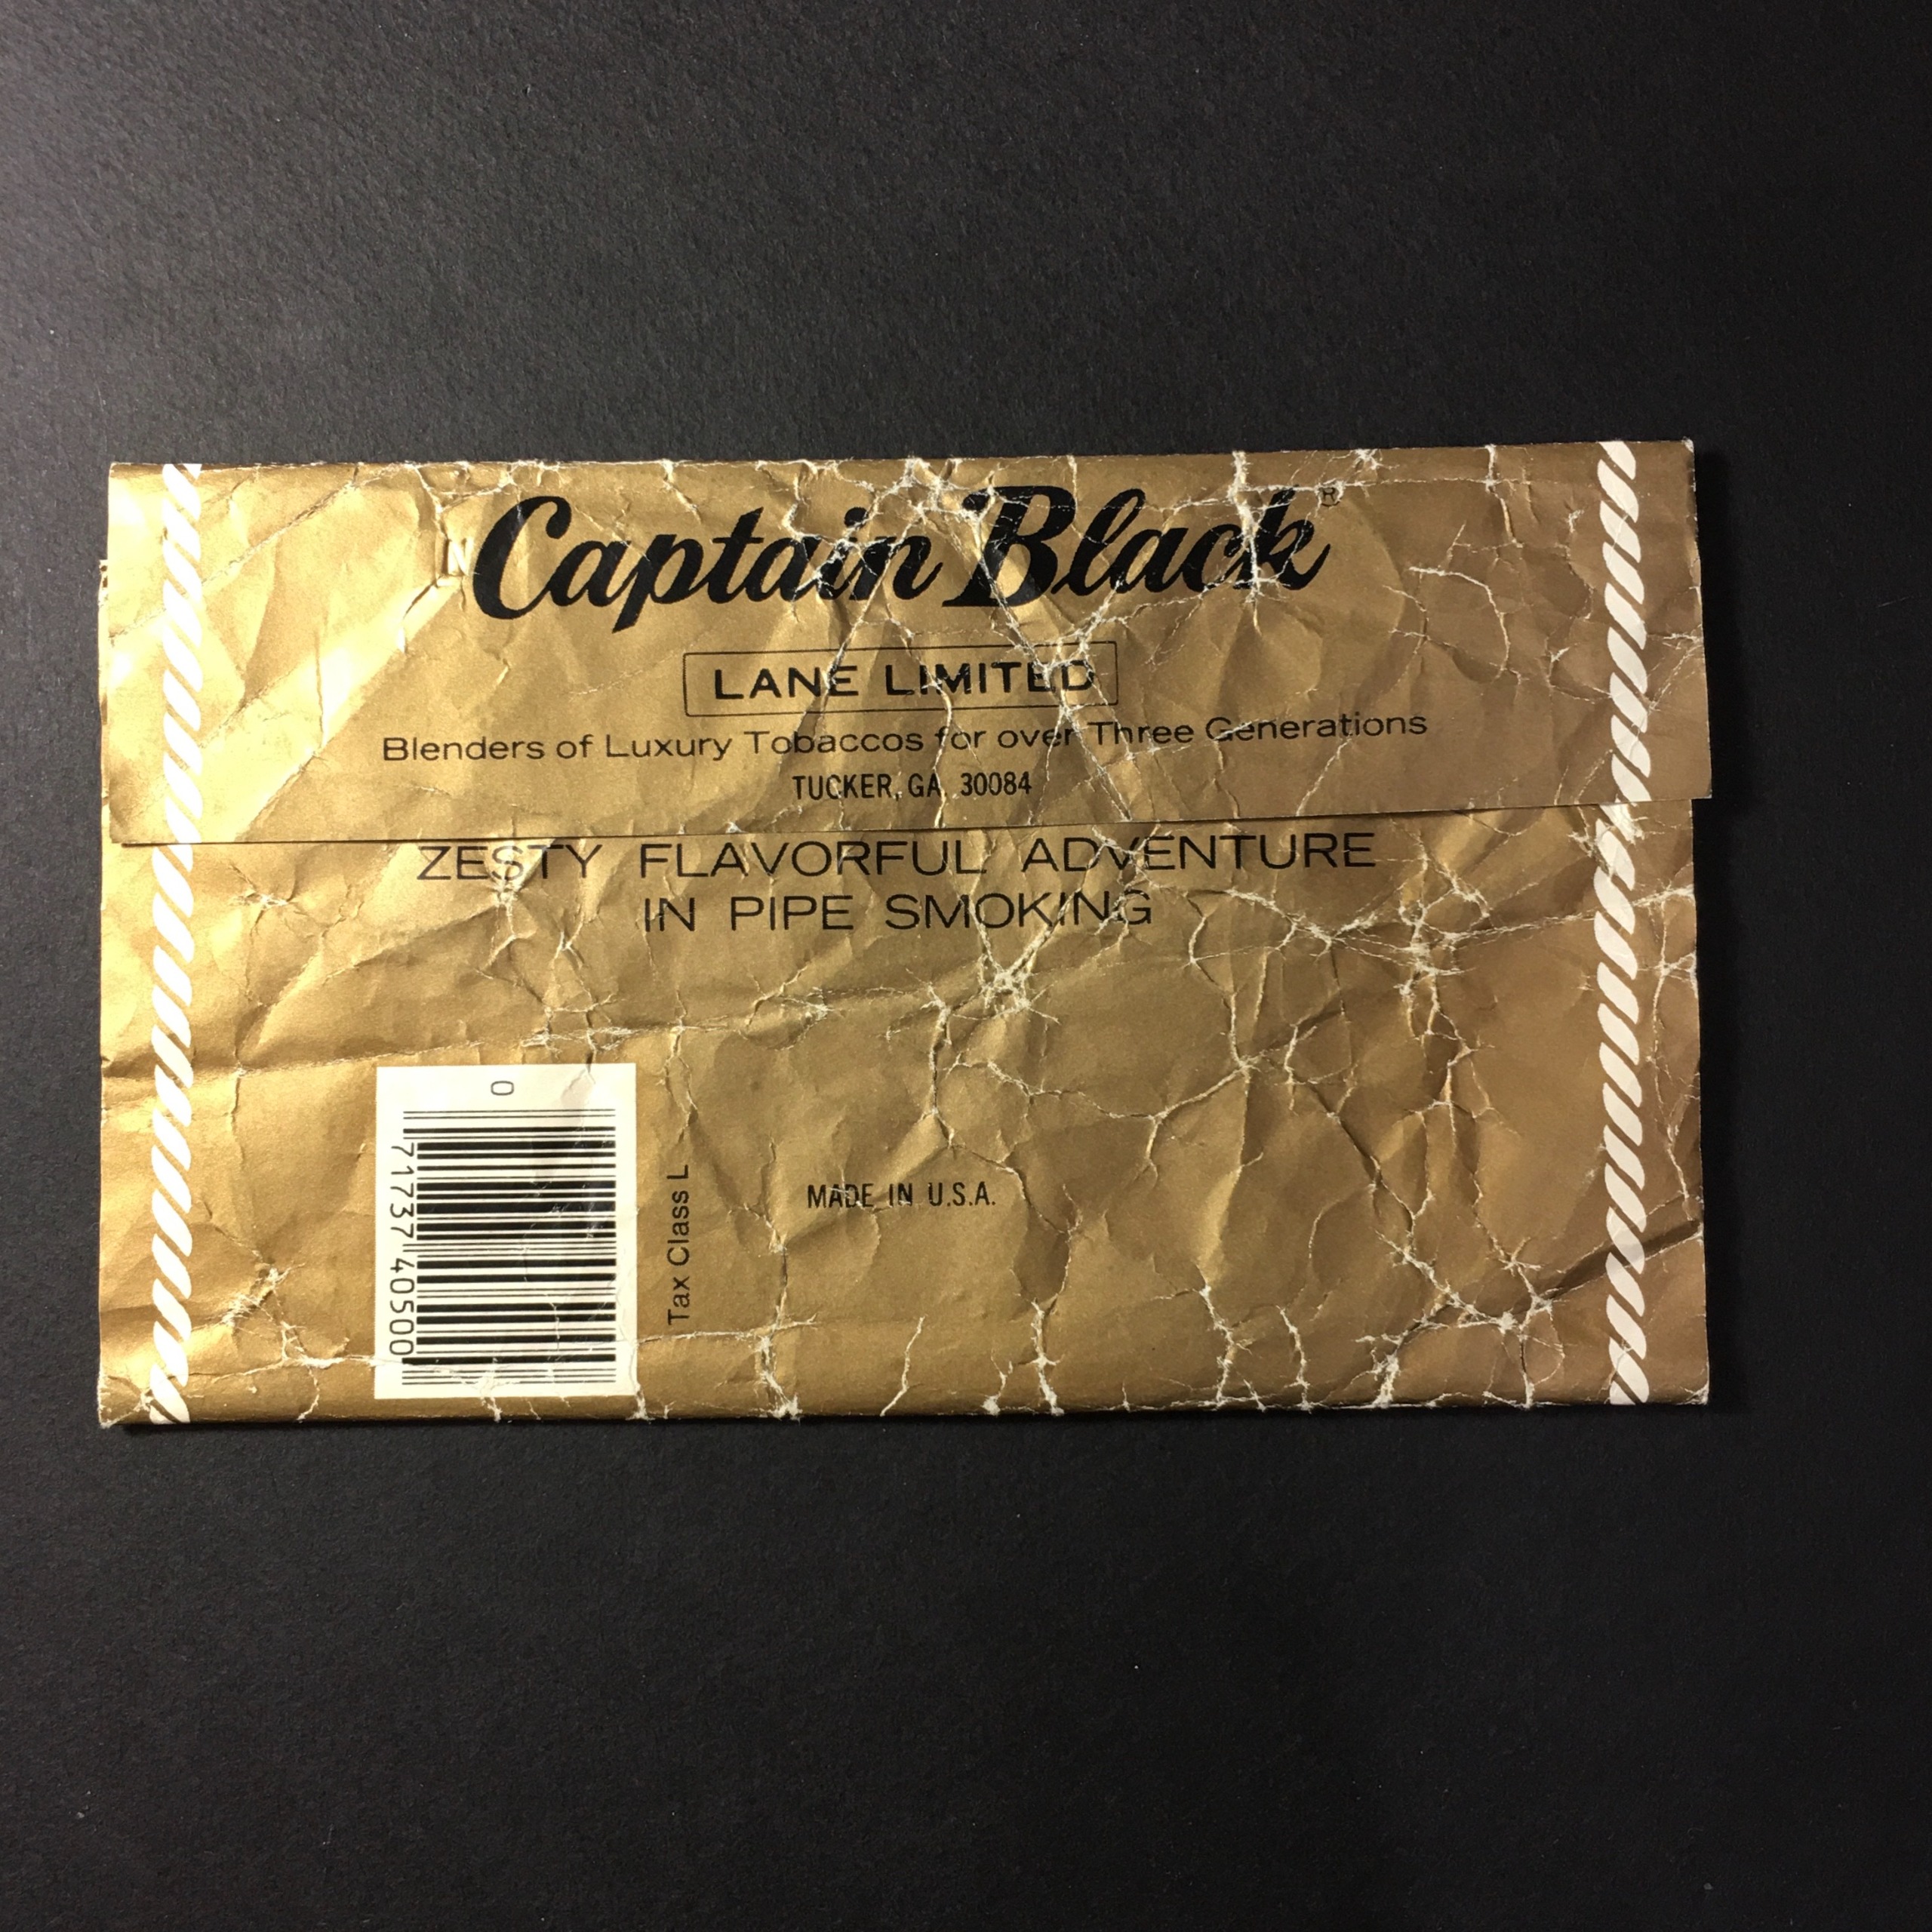 Captain Black®
LANE LIMITED
Blenders of Luxury Tobaccos for over Three Generations
TUCKER, GA. 30084
ZESTY FLAVORFUL ADVENTURE
IN PIPE SMOKING
0
71737 40500
Tax Class L
MADE IN U.S.A.